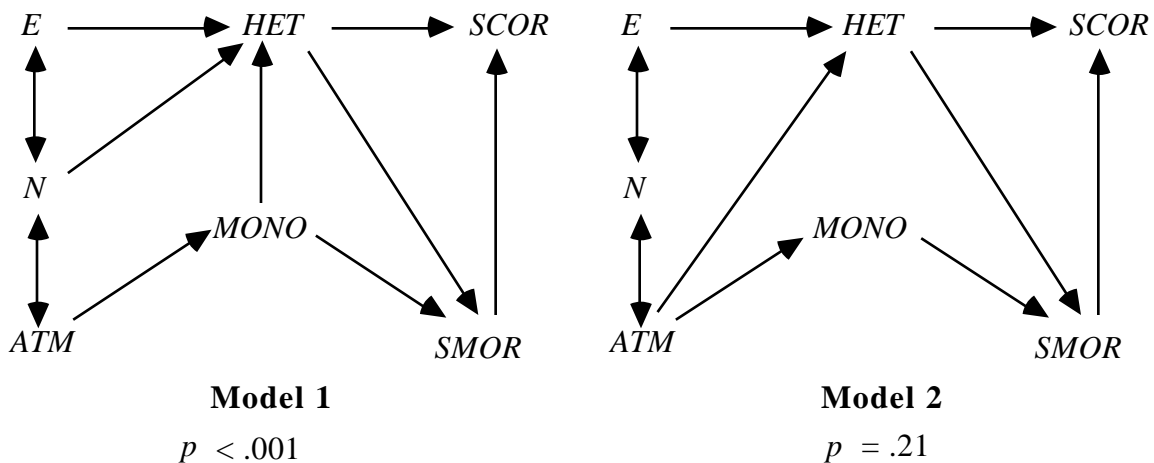 E HET SCOR E HET SCOR
N N
MONO MONO
ATM SMOR ATM SMOR
Model 1 Model 2
p < .001 p = .21